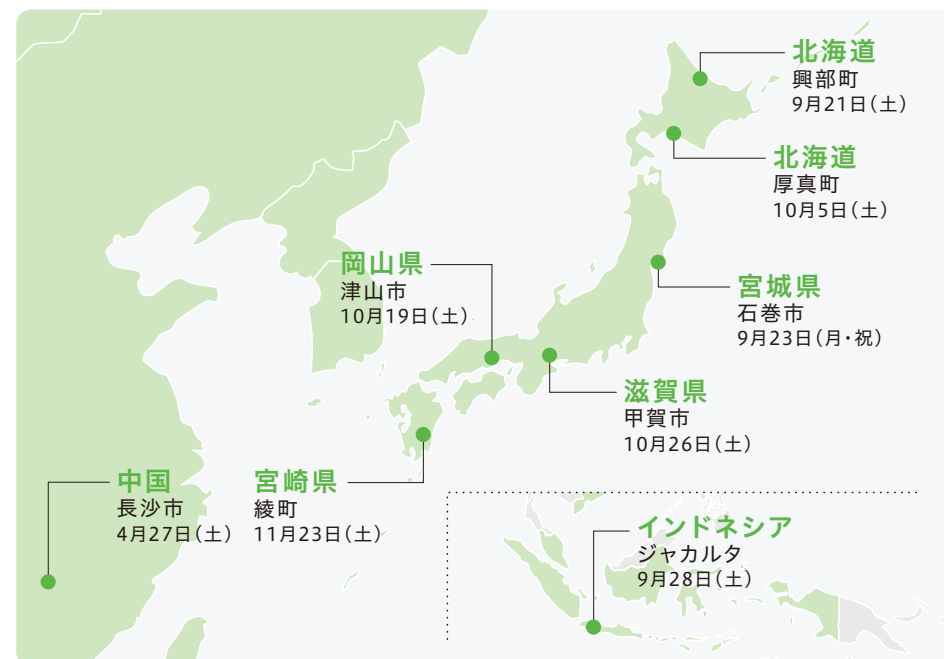 北海道
興部町
9月21日(土)
北海道
厚真町
10月5日(土)
岡山県
津山市
10月19日(土)
宮城県
石巻市
9月23日(月・祝)
滋賀県
甲賀市
10月26日(土)
中国
長沙市
4月27日(土)
宮崎県
綾町
11月23日(土)
インドネシア
ジャカルタ
9月28日(土)